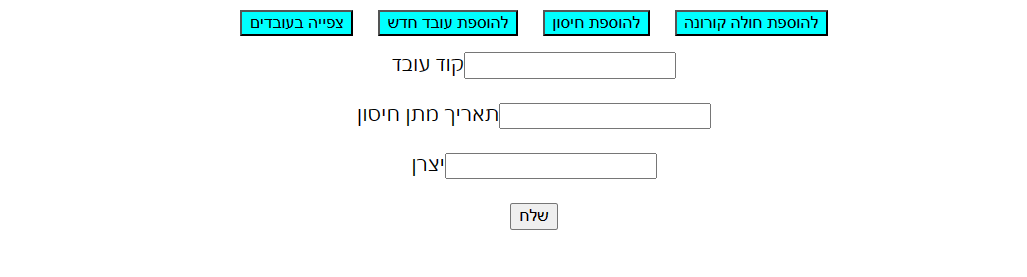 להוספת חולה קורונה להוספת חיסון להוספת עובד חדש צפייה בעובדים
קוד עובד
תאריך מתן חיסון
יצרן
שלח